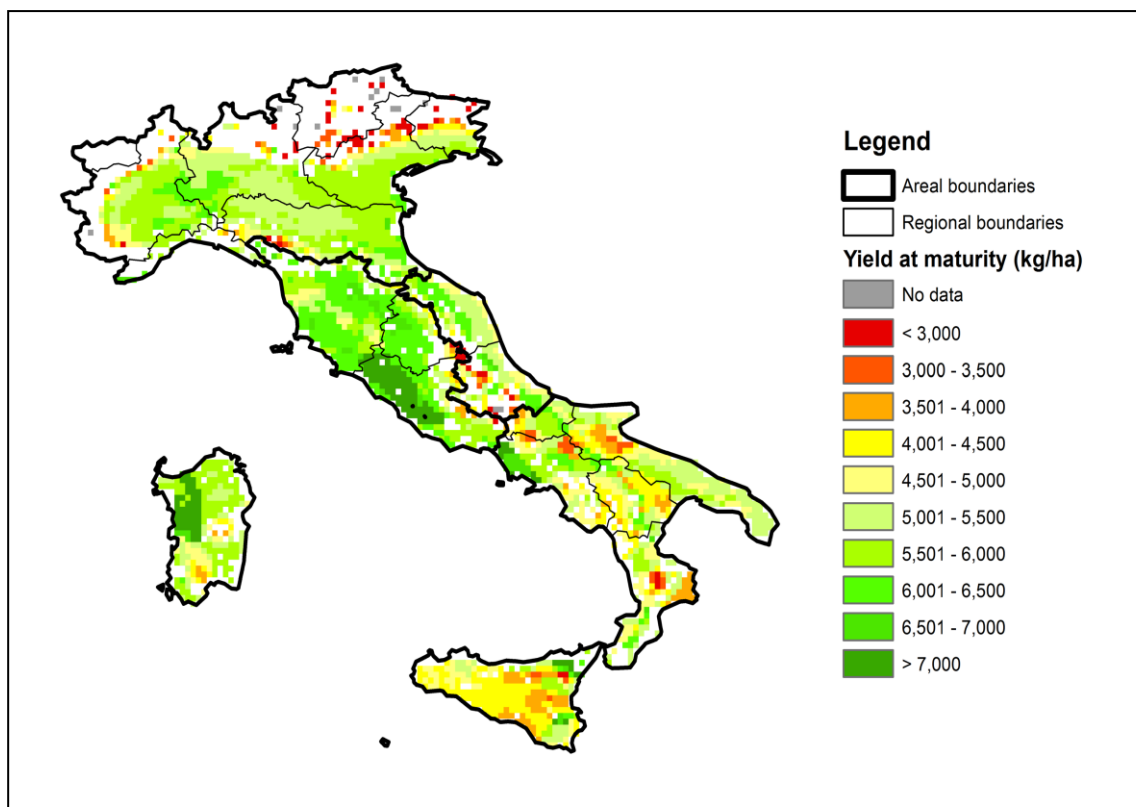 Legend
Areal boundaries
Regional boundaries
Yield at maturity (kg/ha)
No data
< 3,000
3,000 - 3,500
3,501 - 4,000
4,001 - 4,500
4,501 - 5,000
5,001 - 5,500
5,501 - 6,000
6,001 - 6,500
6,501 - 7,000
> 7,000